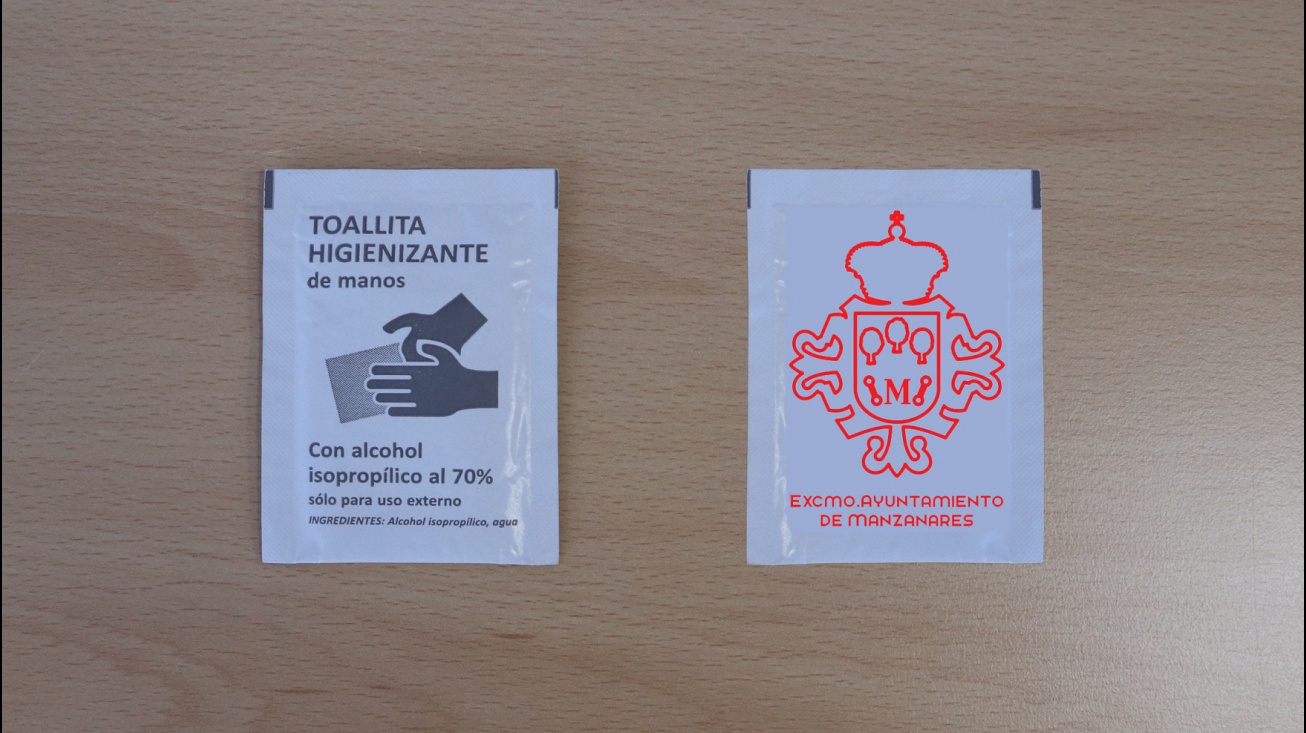 TOALLITA
HIGIENIZANTE
de manos
Con alcohol
isopropílico al 70%
sólo para uso externo
INGREDIENTES: Alcohol isopropílico, agua
M
EXCMO.AYUNTAMIENTO
DE MANZANARES